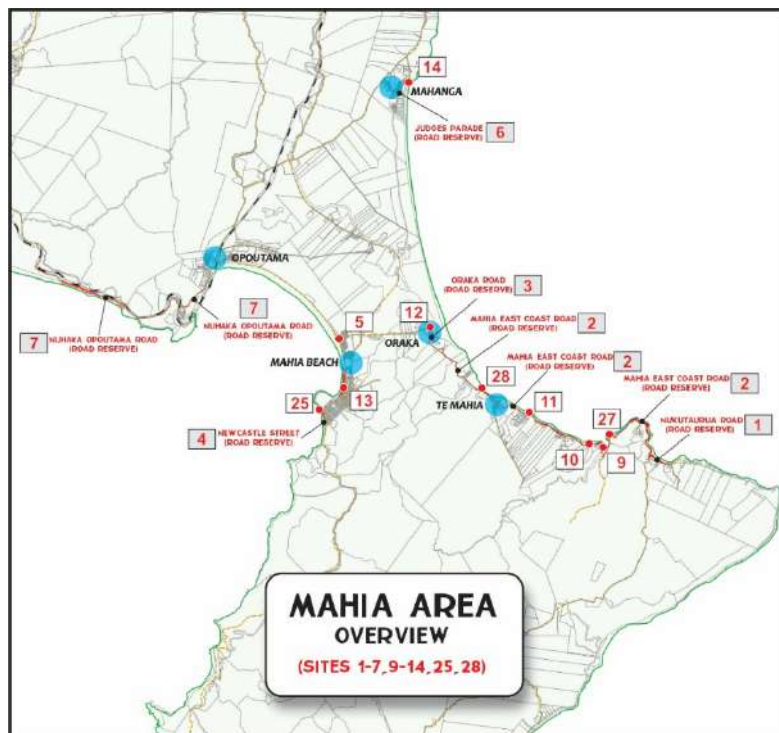 14
MAHANGA
JUDGES PARADE
(ROAD RESERVE)
6
OPOUTAMA
7
NUHAKA OPOUTAMA ROAD
(ROAD RESERVE)
7
NUHAKA OPOUTAMA ROAD
(ROAD RESERVE)
5
12
ORAKA
ORAKA ROAD
(ROAD RESERVE)
3
MAHIA EAST COAST ROAD
(ROAD RESERVE)
2
MAHIA BEACH
13
25
4
NEWCASTLE STREET
(ROAD RESERVE)
28
TE MAHIA
MAHIA EAST COAST ROAD
(ROAD RESERVE)
2
11
MAHIA EAST COAST ROAD
(ROAD RESERVE)
2
27
NUKUTAURUA ROAD
(ROAD RESERVE)
1
10
9
MAHIA AREA
OVERVIEW
(SITES 1-7,9-14,25,28)